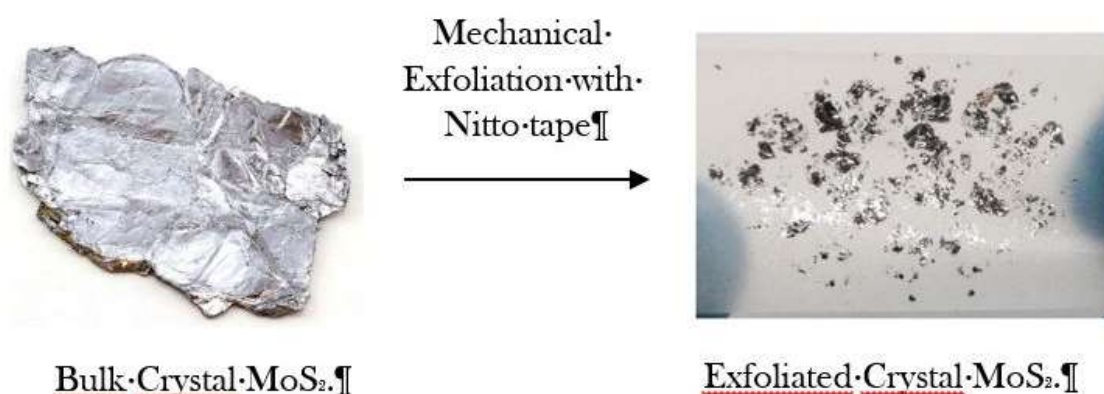 Mechanical·
Exfoliation·with·
Nitto·tape¶
Bulk·Crystal·MoS₂.¶
Exfoliated·Crystal·MoS₂.¶